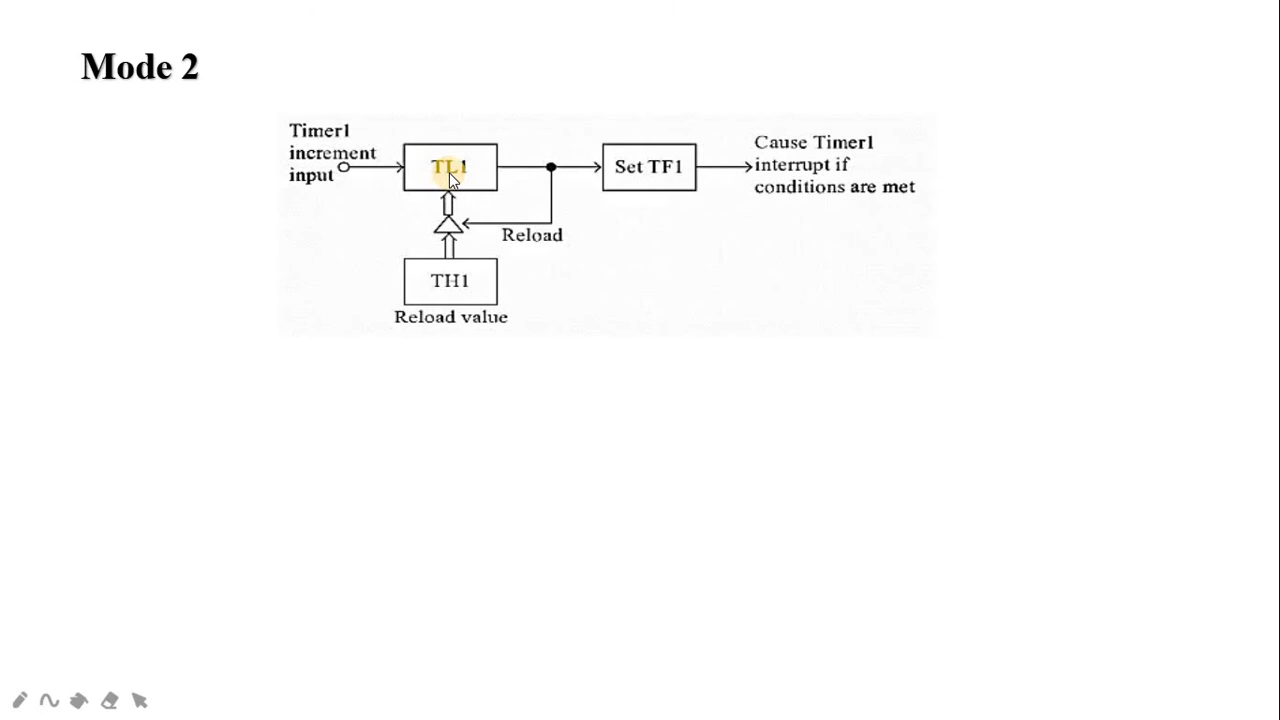 Mode 2
Timer1
increment
input
TL1
Set TF1
Cause Timer1
interrupt if
conditions are met
Reload
TH1
Reload value